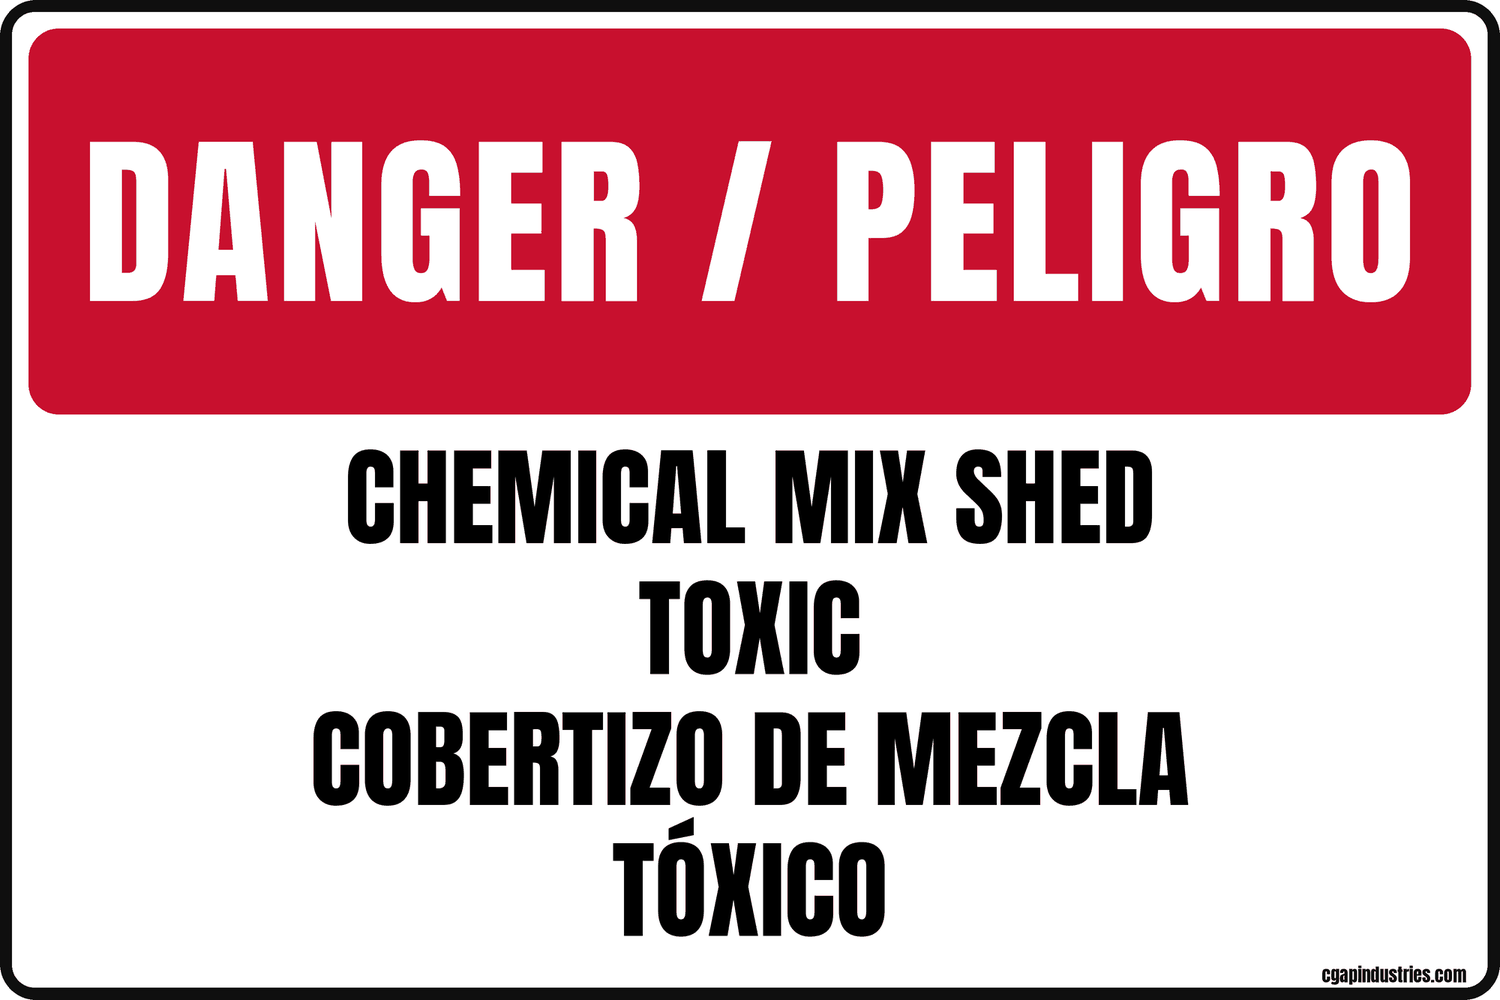 DANGER / PELIGRO
CHEMICAL MIX SHED
TOXIC
COBERTIZO DE MEZCLA
TÓXICO
cgapindustries.com